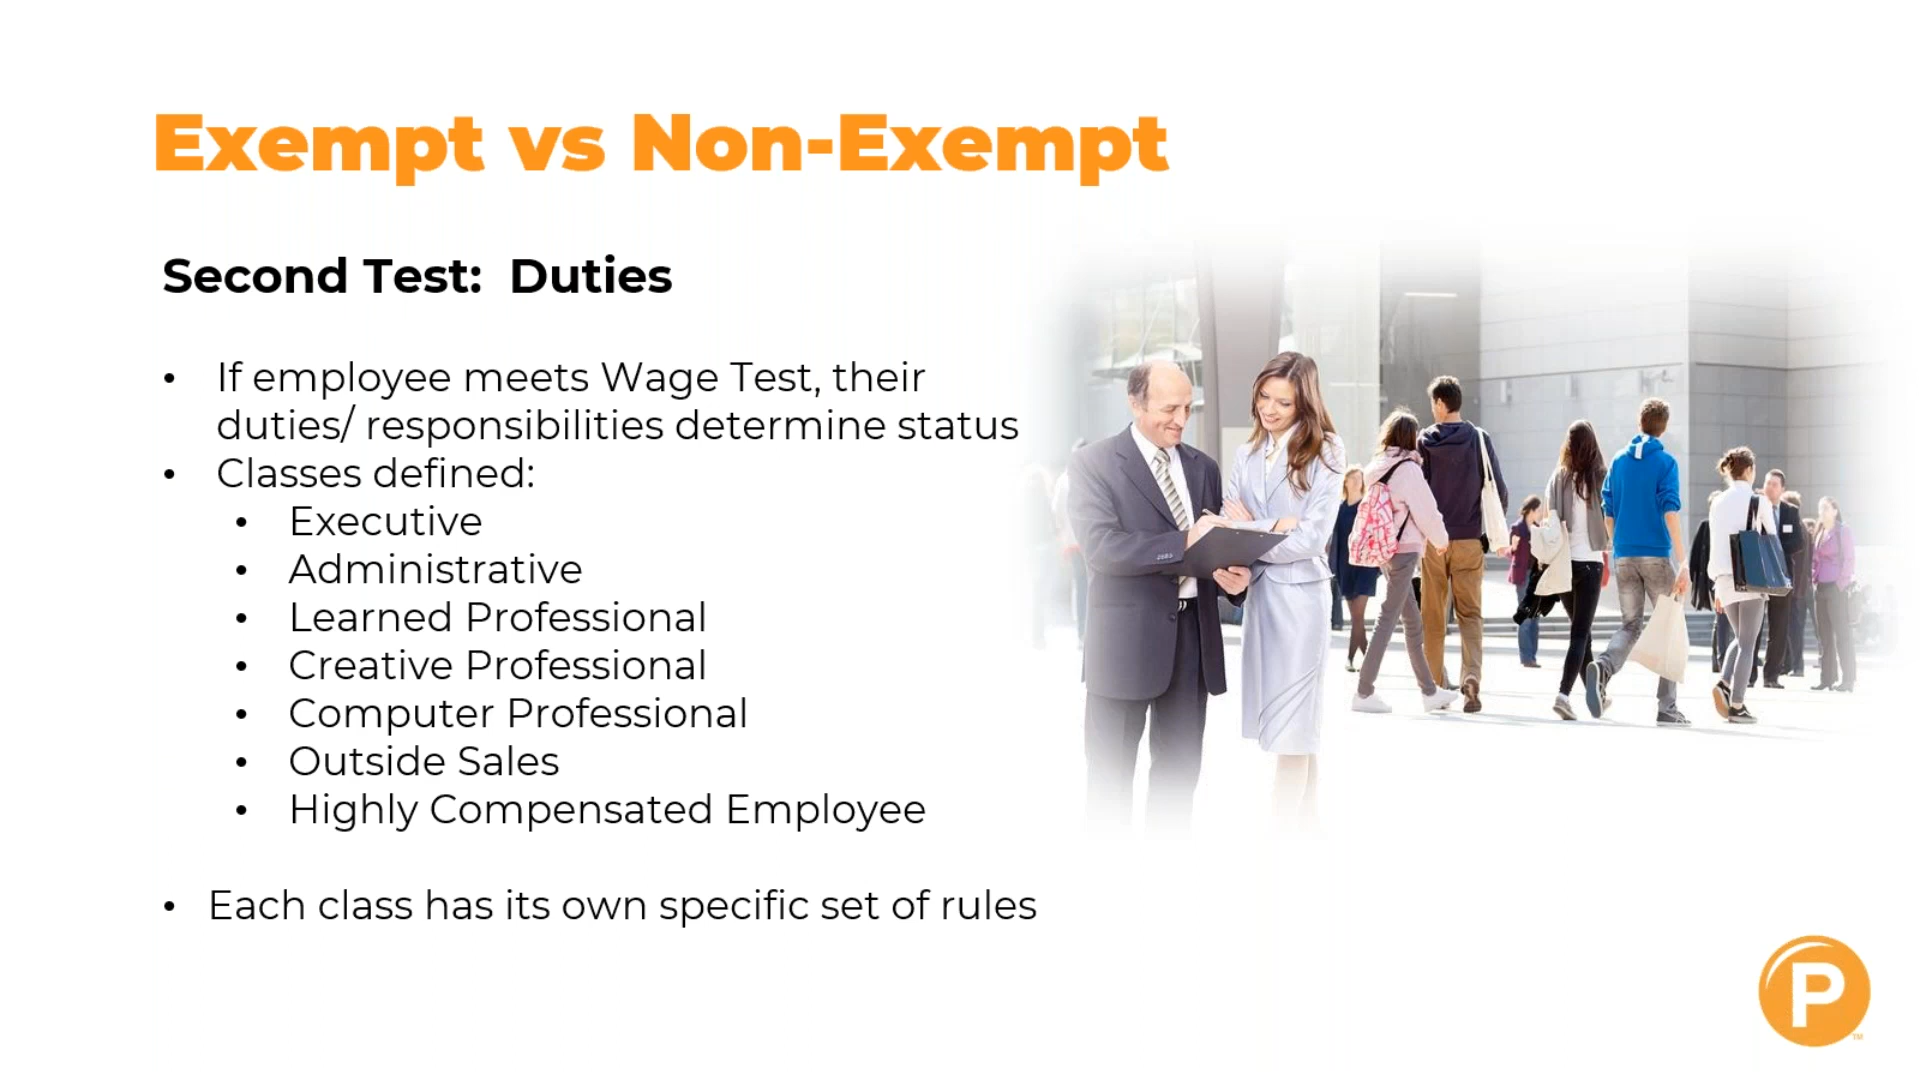 Exempt vs Non-Exempt
Second Test:  Duties
• If employee meets Wage Test, their
duties/ responsibilities determine status
• Classes defined:
• Executive
• Administrative
• Learned Professional
• Creative Professional
• Computer Professional
• Outside Sales
• Highly Compensated Employee
• Each class has its own specific set of rules
P
TM